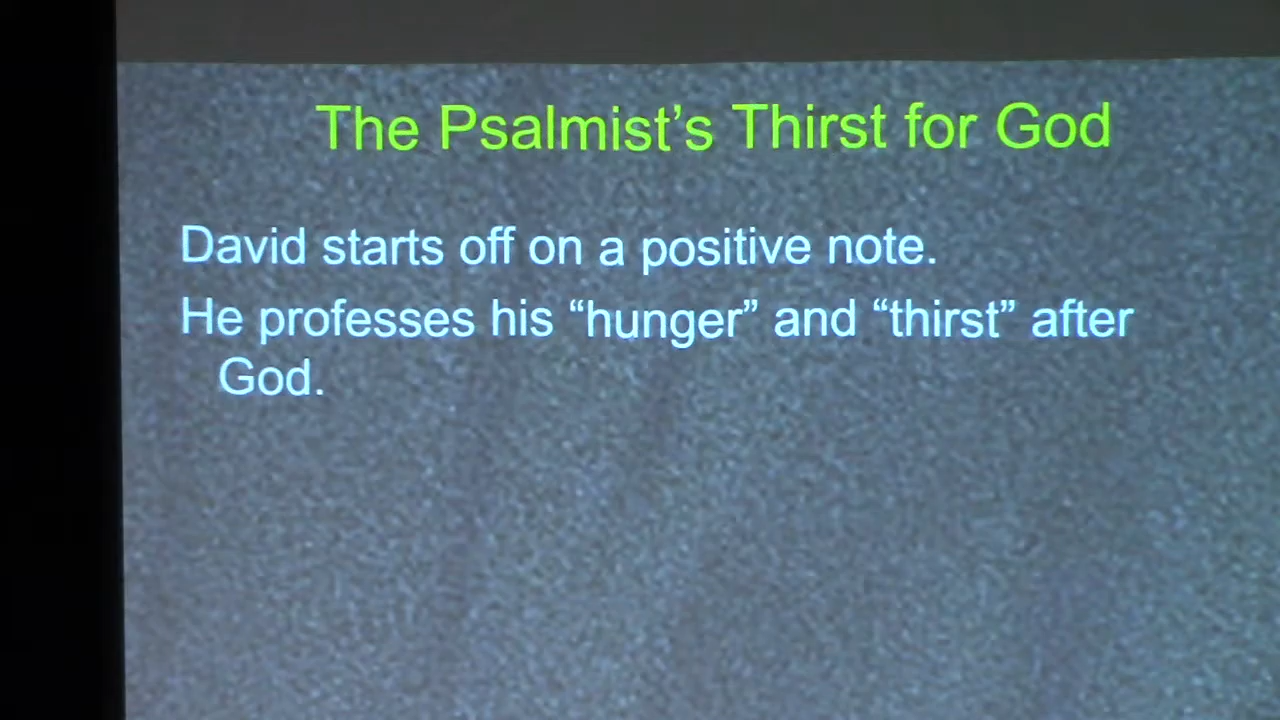 The Psalmist’s Thirst for God
David starts off on a positive note.
He professes his “hunger” and “thirst” after
God.